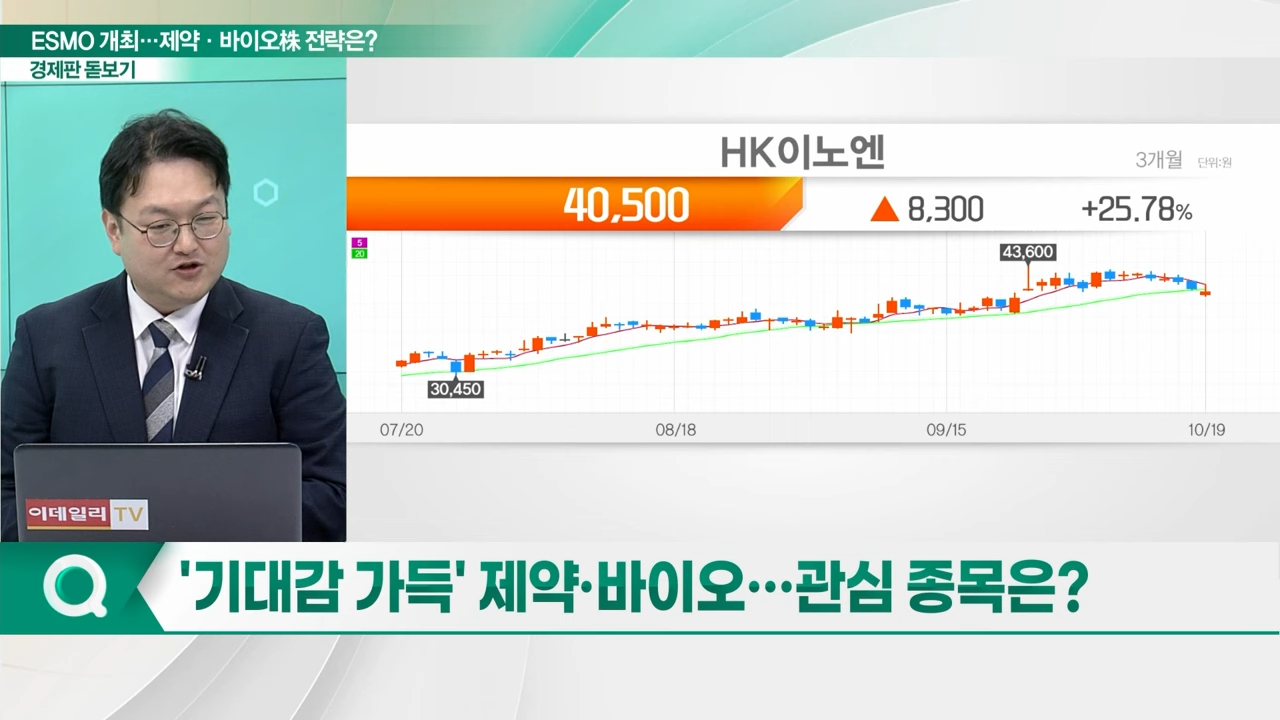 ESMO 개최…제약·바이오株 전략은?
경제판 돋보기
HK이노엔
3개월 단위:원
40,500 ▲ 8,300 +25.78%
5
20
43,600
30,450
07/20 08/18 09/15 10/19
이데일리TV
'기대감 가득' 제약·바이오…관심 종목은?